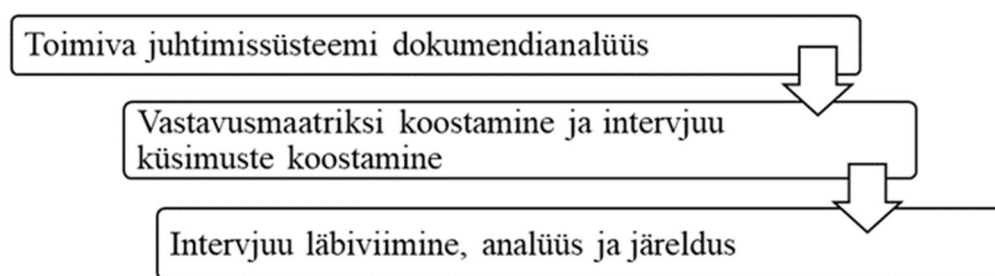 Toimiva juhtimissüsteemi dokumendianalüüs
Vastavusmaatriksi koostamine ja intervjuu
küsimuste koostamine
Intervjuu läbiviimine, analüüs ja järeldus